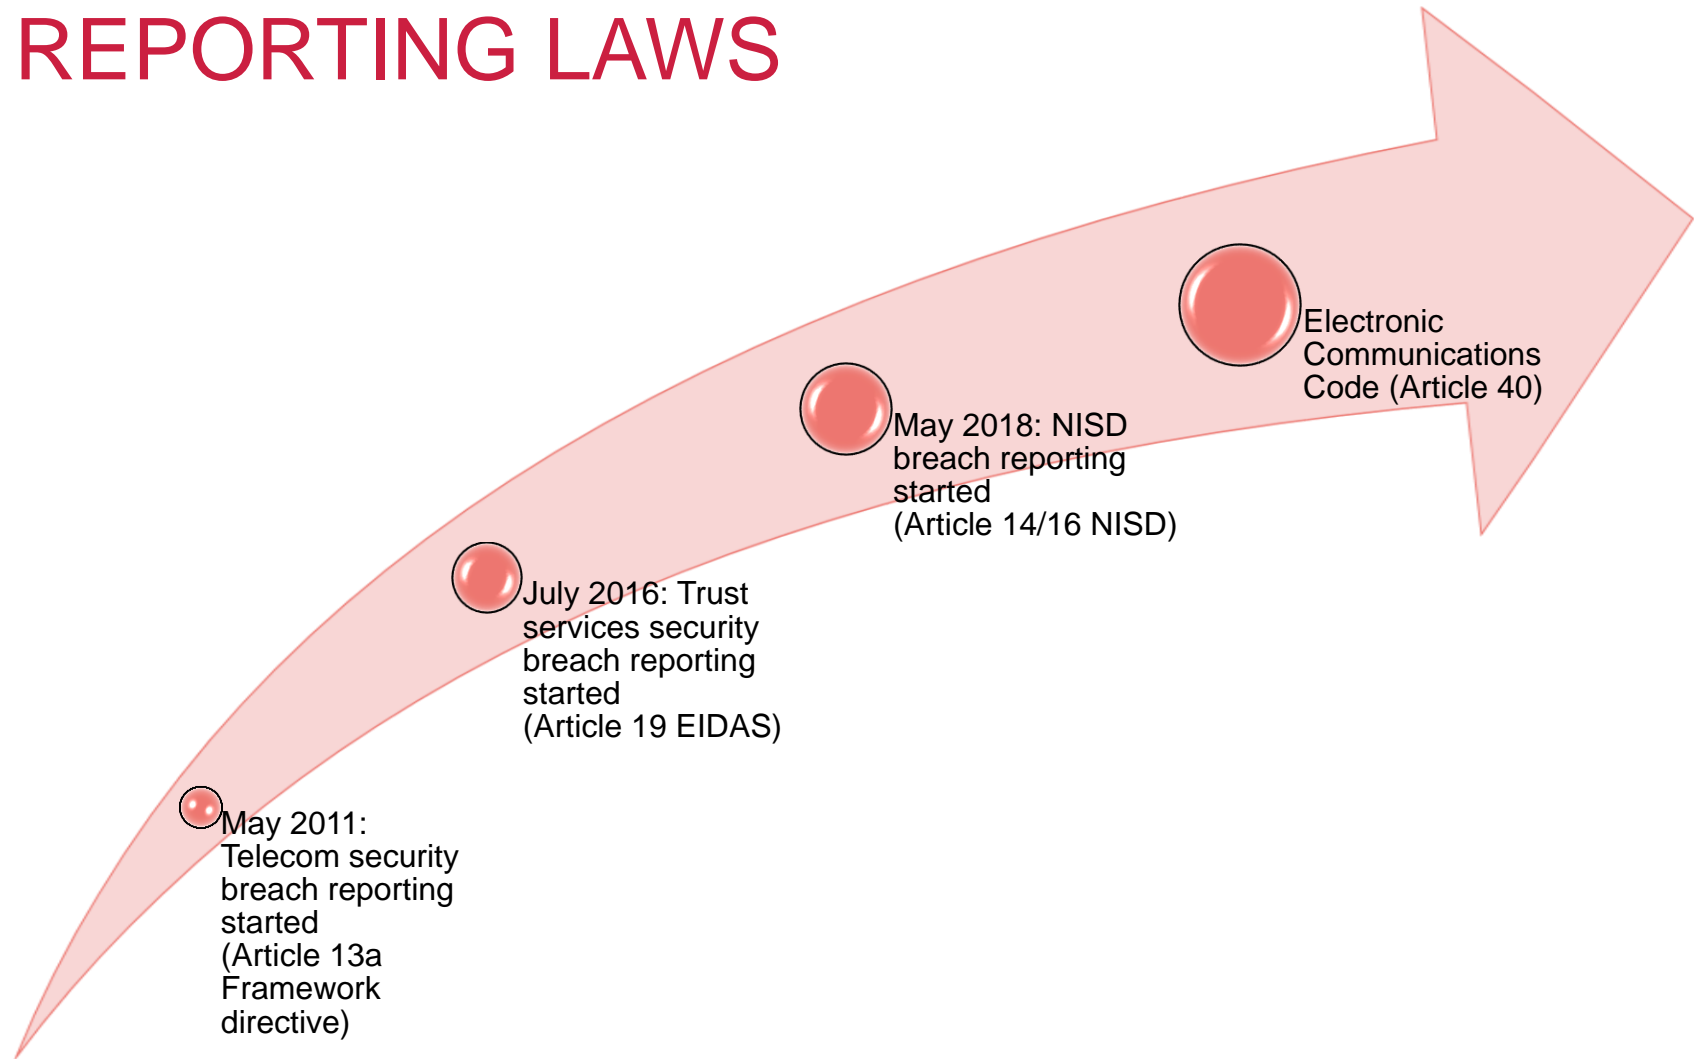 REPORTING LAWS
May 2011:
Telecom security
breach reporting
started
(Article 13a
Framework
directive)
July 2016: Trust
services security
breach reporting
started
(Article 19 EIDAS)
May 2018: NISD
breach reporting
started
(Article 14/16 NISD)
Electronic
Communications
Code (Article 40)